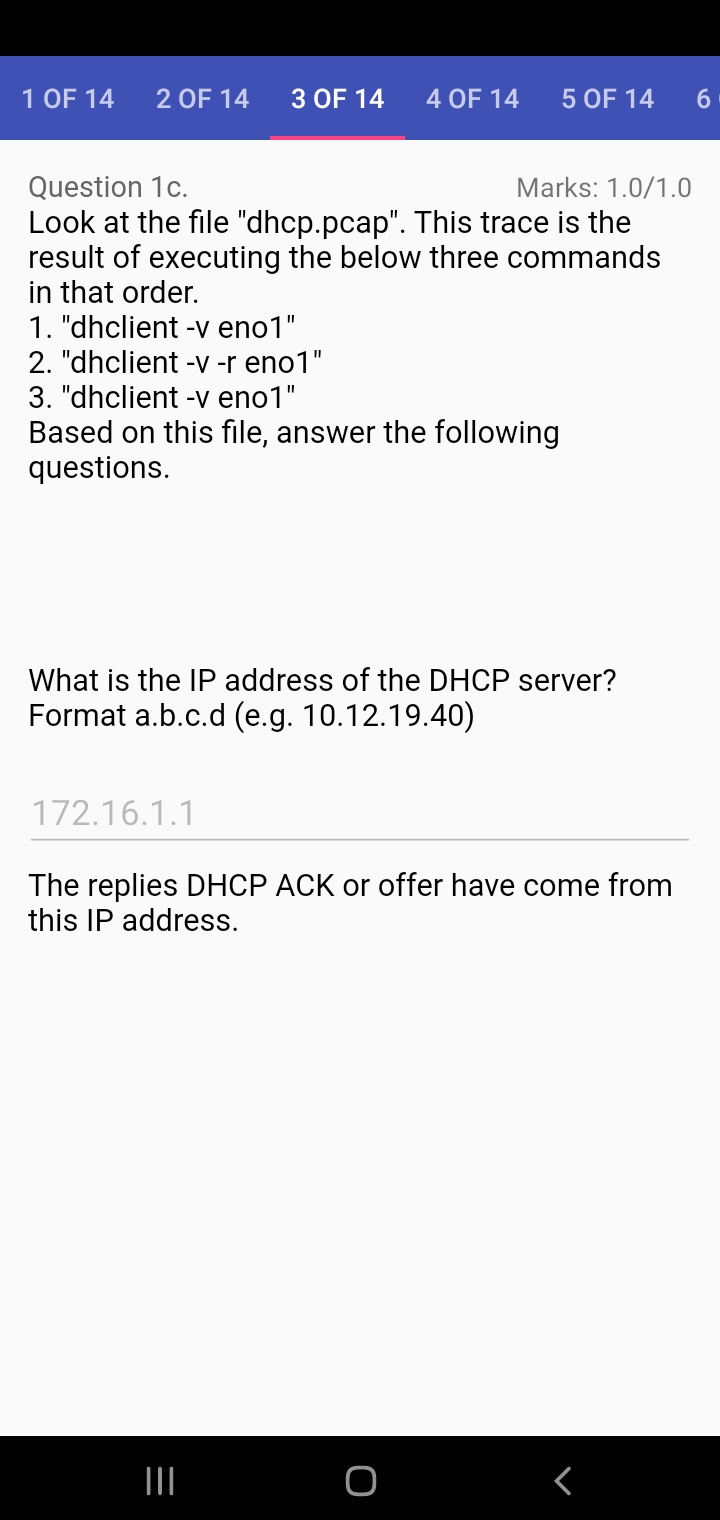 1 OF 14 2 OF 14 3 OF 14 4 OF 14 5 OF 14 6
Question 1c. Marks: 1.0/1.0
Look at the file "dhcp.pcap". This trace is the
result of executing the below three commands
in that order.
1. "dhclient -v eno1"
2. "dhclient -v -r eno1"
3. "dhclient -v eno1"
Based on this file, answer the following
questions.
What is the IP address of the DHCP server?
Format a.b.c.d (e.g. 10.12.19.40)
172.16.1.1
The replies DHCP ACK or offer have come from
this IP address.